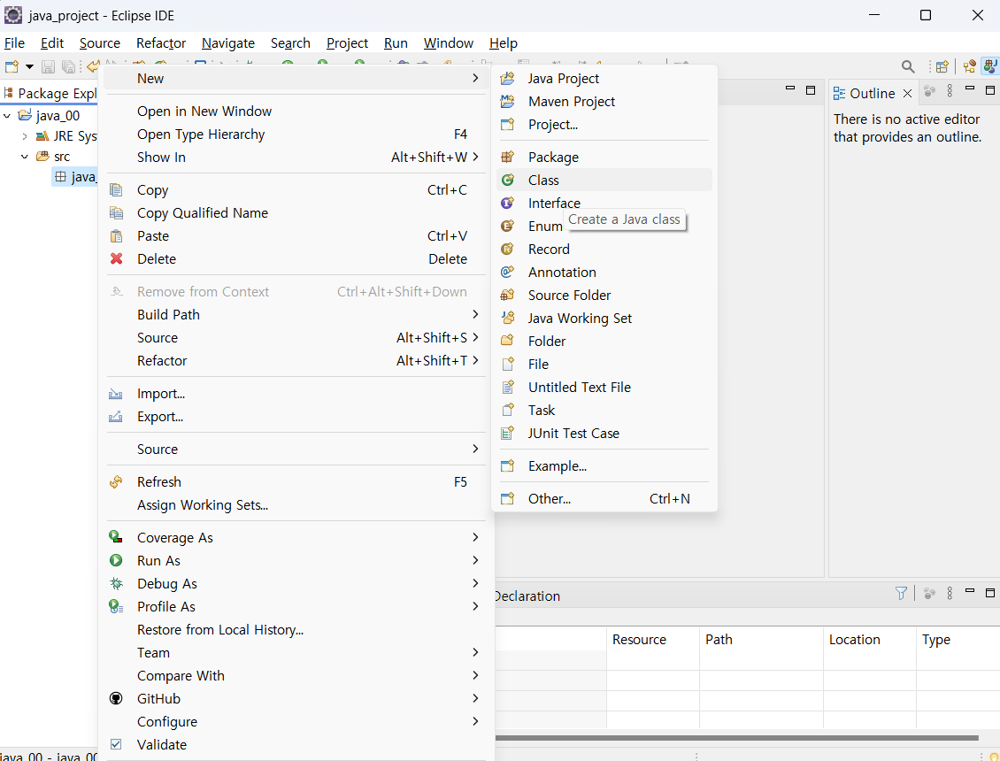 java_project - Eclipse IDE
File Edit Source Refactor Navigate Search Project Run Window Help
Package Expl
java_00
JRE Sys
src
java_
New
Open in New Window
Open Type Hierarchy F4
Show In Alt+Shift+W
Copy Ctrl+C
Copy Qualified Name
Paste Ctrl+V
Delete Delete
Remove from Context Ctrl+Alt+Shift+Down
Build Path
Source Alt+Shift+S
Refactor Alt+Shift+T
Import...
Export...
Source
Refresh F5
Assign Working Sets...
Coverage As
Run As
Debug As
Profile As
Restore from Local History...
Team
Compare With
GitHub
Configure
Validate
Java Project
Maven Project
Project...
Package
Class
Interface
Create a Java class
Enum
Record
Annotation
Source Folder
Java Working Set
Folder
File
Untitled Text File
Task
JUnit Test Case
Example...
Other... Ctrl+N
Outline
There is no active editor
that provides an outline.
Declaration
Resource Path Location Type
java_00 - java_00